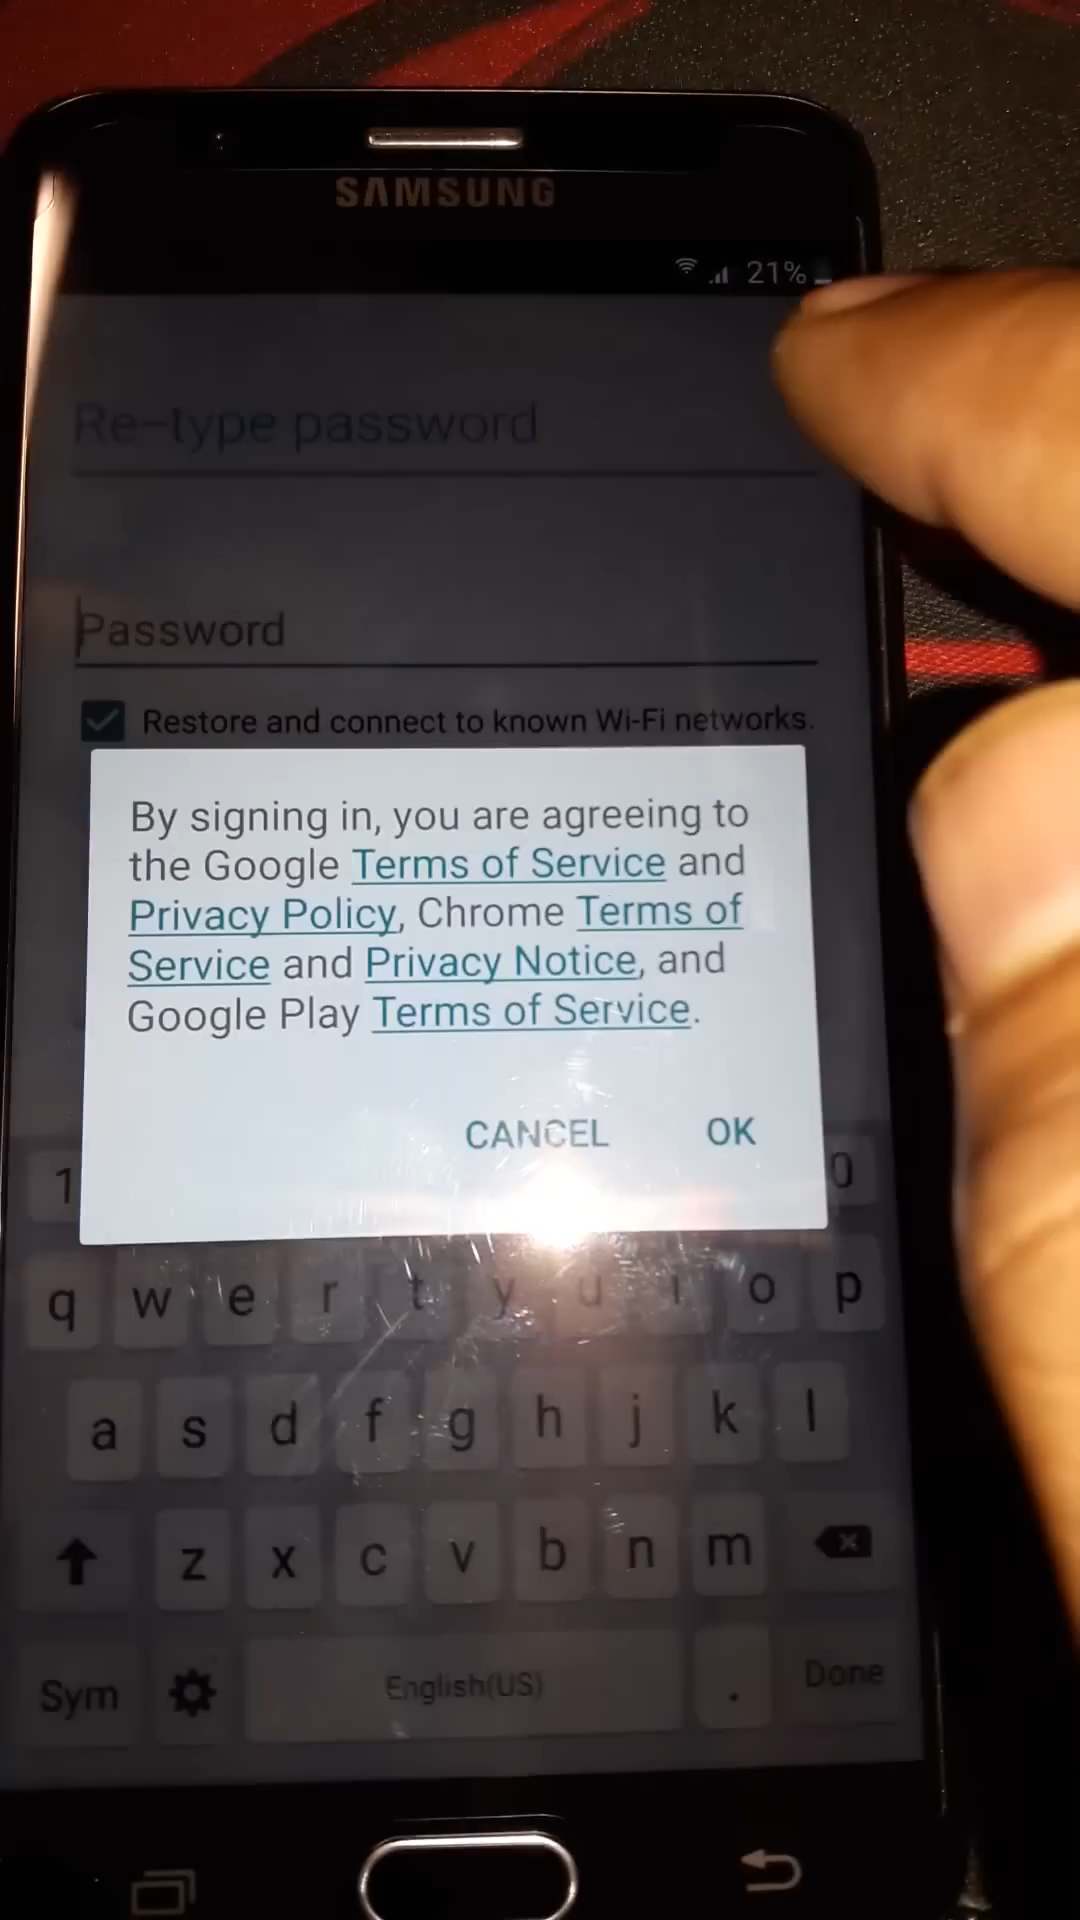 SAMSUNG
21%
Re-type password
Password
Restore and connect to known Wi-Fi networks.
By signing in, you are agreeing to
the Google Terms of Service and
Privacy Policy, Chrome Terms of
Service and Privacy Notice, and
Google Play Terms of Service.
CANCEL OK
1 0
q w e r t y u i o p
a s d f g h j k l
z x c v b n m
Sym English(US) . Done